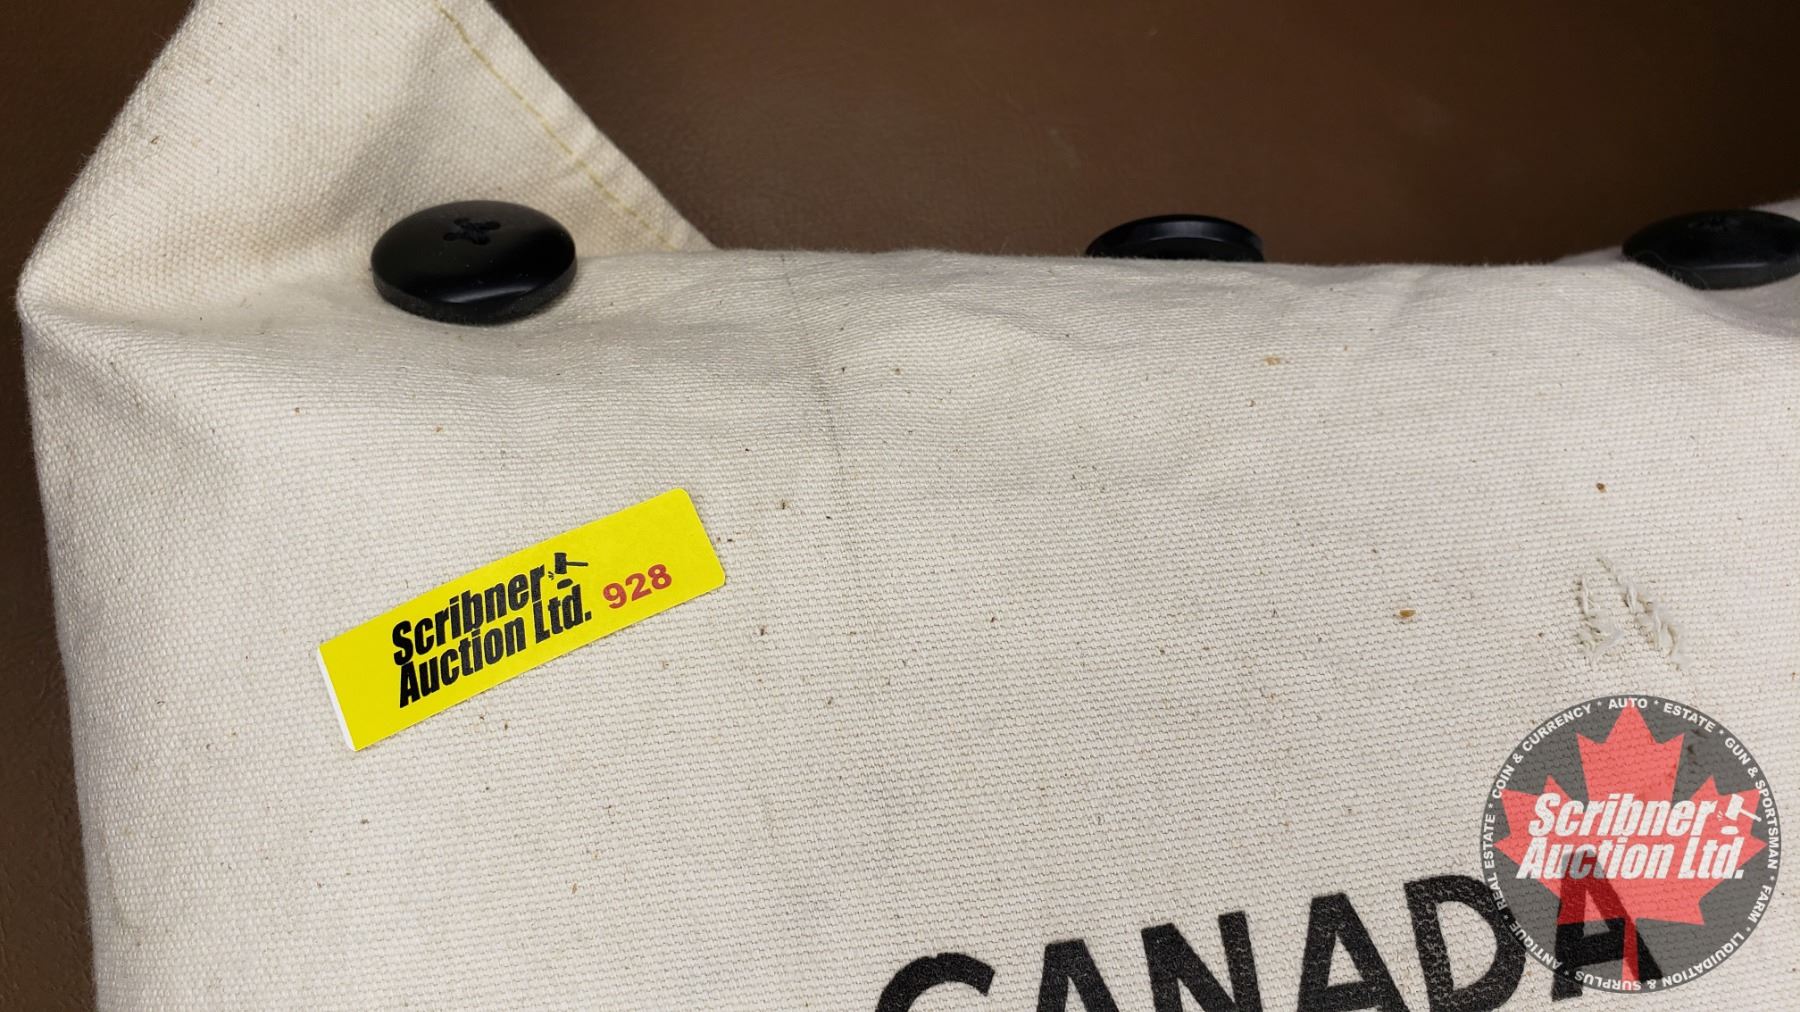 Scribner
Auction Ltd.
928
CANADA
COIN & CURRENCY * AUTO * ESTATE * GUN & SPORTSMAN * FARM * LIQUIDATION & SURPLUS * ANTIQUE * REAL ESTATE *
Scribner
Auction Ltd.